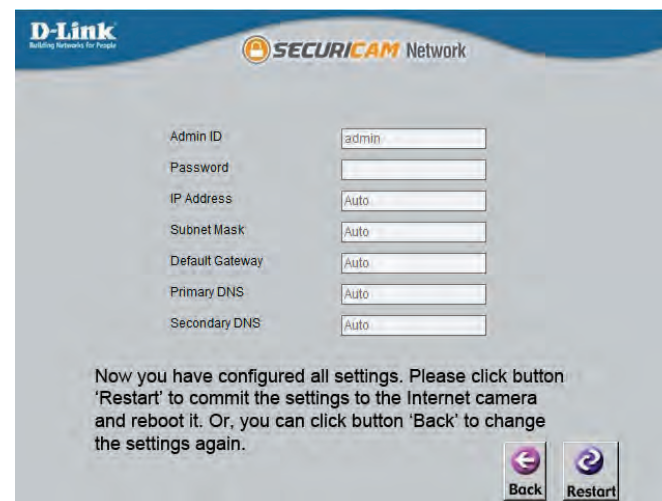 D-Link
Building Networks for People
SECURICAM Network
Admin ID admin
Password
IP Address Auto
Subnet Mask Auto
Default Gateway Auto
Primary DNS Auto
Secondary DNS Auto
Now you have configured all settings. Please click button
‘Restart’ to commit the settings to the Internet camera
and reboot it. Or, you can click button ‘Back’ to change
the settings again.
Back Restart